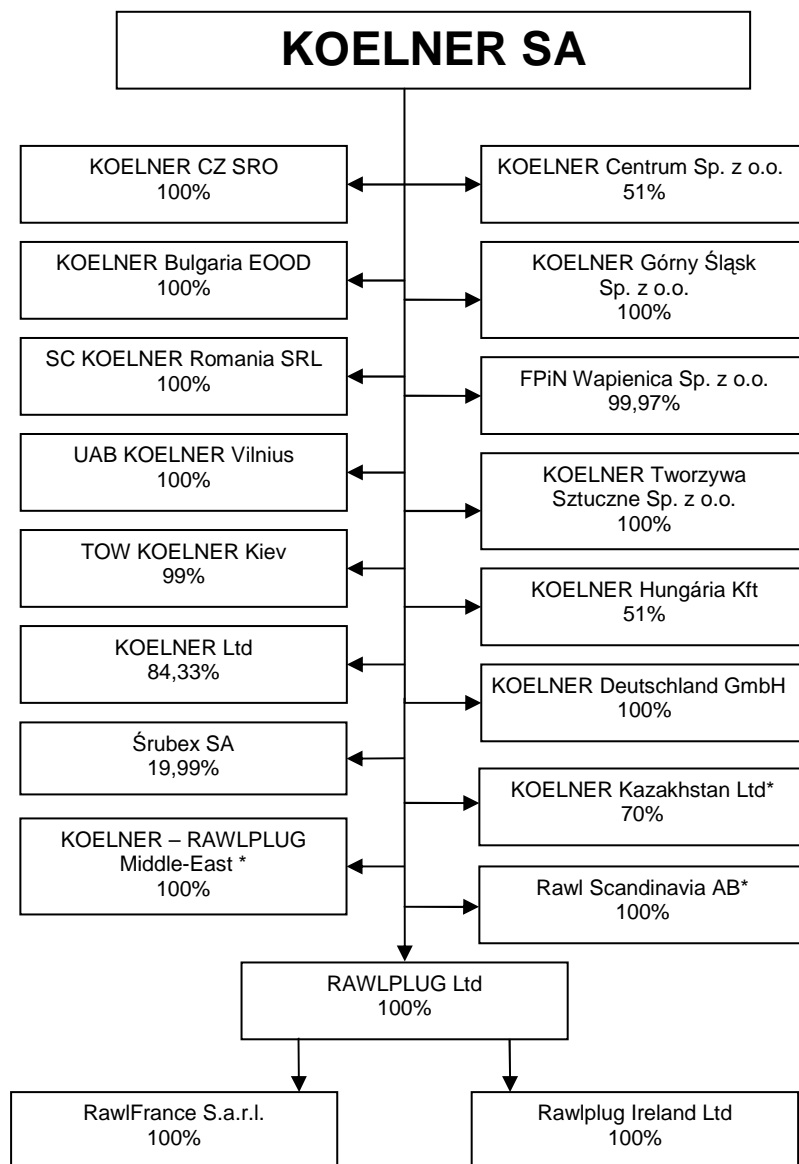 KOELNER SA
KOELNER CZ SRO
100%
KOELNER Centrum Sp. z o.o.
51%
KOELNER Bulgaria EOOD
100%
KOELNER Górny Śląsk
Sp. z o.o.
100%
SC KOELNER Romania SRL
100%
FPiN Wapienica Sp. z o.o.
99,97%
UAB KOELNER Vilnius
100%
KOELNER Tworzywa
Sztuczne Sp. z o.o.
100%
TOW KOELNER Kiev
99%
KOELNER Hungária Kft
51%
KOELNER Ltd
84,33%
KOELNER Deutschland GmbH
100%
Śrubex SA
19,99%
KOELNER Kazakhstan Ltd*
70%
KOELNER – RAWLPLUG
Middle-East *
100%
Rawl Scandinavia AB*
100%
RAWLPLUG Ltd
100%
RawlFrance S.a.r.l.
100%
Rawlplug Ireland Ltd
100%